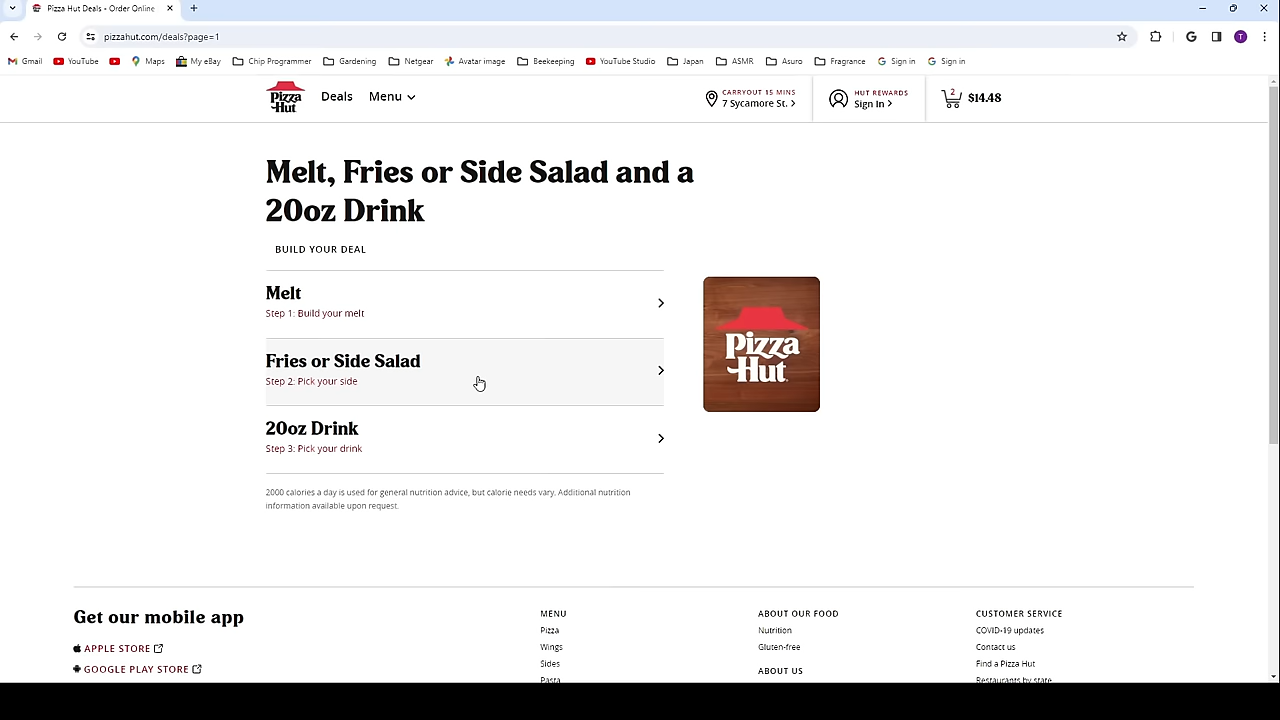 Pizza Hut Deals - Order Online
pizzahut.com/deals?page=1
T
Gmail YouTube Maps My eBay Chip Programmer Gardening Netgear Avatar image Beekeeping YouTube Studio Japan ASMR Asuro Fragrance Sign in Sign in
Pizza Hut
Deals Menu
CARRYOUT 15 MINS
7 Sycamore St.
HUT REWARDS
Sign In
2 $14.48
Melt, Fries or Side Salad and a
20oz Drink
BUILD YOUR DEAL
Melt
Step 1: Build your melt
Fries or Side Salad
Step 2: Pick your side
20oz Drink
Step 3: Pick your drink
Pizza
Hut
2000 calories a day is used for general nutrition advice, but calorie needs vary. Additional nutrition
information available upon request.
Get our mobile app
APPLE STORE
GOOGLE PLAY STORE
MENU
Pizza
Wings
Sides
Pasta
ABOUT OUR FOOD
Nutrition
Gluten-free
ABOUT US
CUSTOMER SERVICE
COVID-19 updates
Contact us
Find a Pizza Hut
Restaurants by state